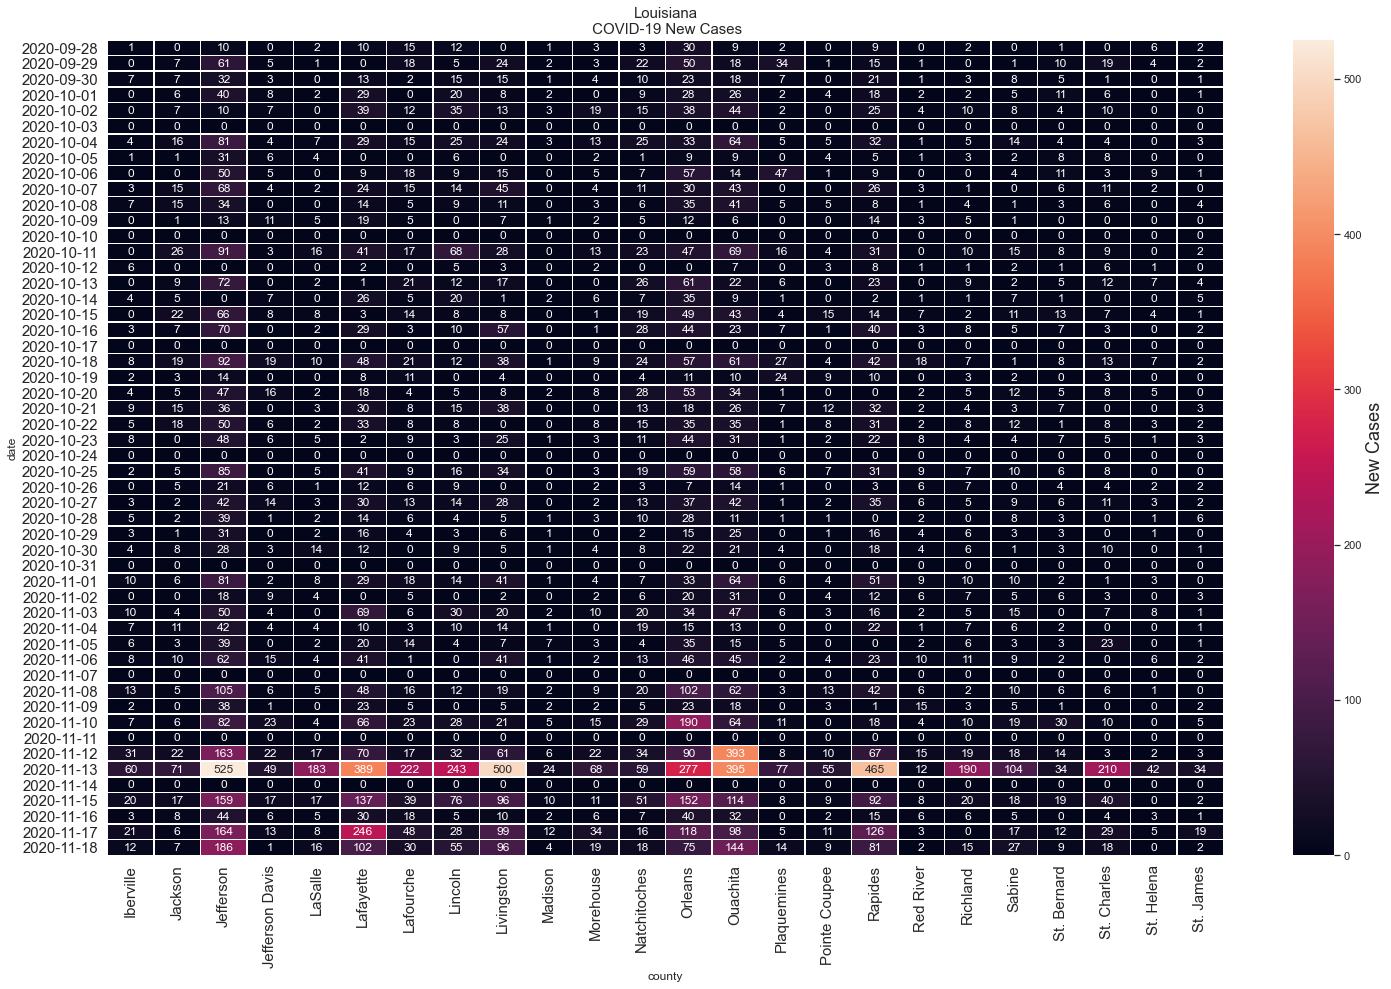 Louisiana
COVID-19 New Cases
2020-09-28 1 0 10 0 2 10 15 12 0 1 3 3 30 9 2 0 9 0 2 0 1 0 6 2
2020-09-29 0 7 61 5 1 0 18 5 24 2 3 22 50 18 34 1 15 1 0 1 10 19 4 2
2020-09-30 7 7 32 3 0 13 2 15 15 1 4 10 23 18 7 0 21 1 3 8 5 1 0 1
2020-10-01 0 6 40 8 2 29 0 20 8 2 0 9 28 26 2 4 18 2 2 5 11 6 0 1
2020-10-02 0 7 10 7 0 39 12 35 13 3 19 15 38 44 2 0 25 4 10 8 4 10 0 0
2020-10-03 0 0 0 0 0 0 0 0 0 0 0 0 0 0 0 0 0 0 0 0 0 0 0 0
2020-10-04 4 16 81 4 7 29 15 25 24 3 13 25 33 64 5 5 32 1 5 14 4 4 0 3
2020-10-05 1 1 31 6 4 0 0 6 0 0 2 1 9 9 0 4 5 1 3 2 8 8 0 0
2020-10-06 0 0 50 5 0 9 18 9 15 0 5 7 57 14 47 1 9 0 0 4 11 3 9 1
2020-10-07 3 15 68 4 2 24 15 14 45 0 4 11 30 43 0 0 26 3 1 0 6 11 2 0
2020-10-08 7 15 34 0 0 14 5 9 11 0 3 6 35 41 5 5 8 1 4 1 3 6 0 4
2020-10-09 0 1 13 11 5 19 5 0 7 1 2 5 12 6 0 0 14 3 5 1 0 0 0 0
2020-10-10 0 0 0 0 0 0 0 0 0 0 0 0 0 0 0 0 0 0 0 0 0 0 0 0
2020-10-11 0 26 91 3 16 41 17 68 28 0 13 23 47 69 16 4 31 0 10 15 8 9 0 2
2020-10-12 6 0 0 0 0 2 0 5 3 0 2 0 0 7 0 3 8 1 1 2 1 6 1 0
2020-10-13 0 9 72 0 2 1 21 12 17 0 0 26 61 22 6 0 23 0 9 2 5 12 7 4
2020-10-14 4 5 0 7 0 26 5 20 1 2 6 7 35 9 1 0 2 1 1 7 1 0 0 5
2020-10-15 0 22 66 8 8 3 14 8 8 0 1 19 49 43 4 15 14 7 2 11 13 7 4 1
2020-10-16 3 7 70 0 2 29 3 10 57 0 1 28 44 23 7 1 40 3 8 5 7 3 0 2
2020-10-17 0 0 0 0 0 0 0 0 0 0 0 0 0 0 0 0 0 0 0 0 0 0 0 0
2020-10-18 8 19 92 19 10 48 21 12 38 1 9 24 57 61 27 4 42 18 7 1 8 13 7 2
2020-10-19 2 3 14 0 0 8 11 0 4 0 0 4 11 10 24 9 10 0 3 2 0 3 0 0
2020-10-20 4 5 47 16 2 18 4 5 8 2 8 28 53 34 1 0 0 2 5 12 5 8 5 0
2020-10-21 9 15 36 0 3 30 8 15 38 0 0 13 18 26 7 12 32 2 4 3 7 0 0 3
2020-10-22 5 18 50 6 2 33 8 8 0 0 8 15 35 35 1 8 31 2 8 12 1 8 3 2
2020-10-23 8 0 48 6 5 2 9 3 25 1 3 11 44 31 1 2 22 8 4 4 7 5 1 3
2020-10-24 0 0 0 0 0 0 0 0 0 0 0 0 0 0 0 0 0 0 0 0 0 0 0 0
2020-10-25 2 5 85 0 5 41 9 16 34 0 3 19 59 58 6 7 31 9 7 10 6 8 0 0
2020-10-26 0 5 21 6 1 12 6 9 0 0 2 3 7 14 1 0 3 6 7 0 4 4 2 2
2020-10-27 3 2 42 14 3 30 13 14 28 0 2 13 37 42 1 2 35 6 5 9 6 11 3 2
2020-10-28 5 2 39 1 2 14 6 4 5 1 3 10 28 11 1 1 0 2 0 8 3 0 1 6
2020-10-29 3 1 31 0 2 16 4 3 6 1 0 2 15 25 0 1 16 4 6 3 3 0 1 0
2020-10-30 4 8 28 3 14 12 0 9 5 1 4 8 22 21 4 0 18 4 6 1 3 10 0 1
2020-10-31 0 0 0 0 0 0 0 0 0 0 0 0 0 0 0 0 0 0 0 0 0 0 0 0
2020-11-01 10 6 81 2 8 29 18 14 41 1 4 7 33 64 6 4 51 9 10 10 2 1 3 0
2020-11-02 0 0 18 9 4 0 5 0 2 0 2 6 20 31 0 4 12 6 7 5 6 3 0 3
2020-11-03 10 4 50 4 0 69 6 30 20 2 10 20 34 47 6 3 16 2 5 15 0 7 8 1
2020-11-04 7 11 42 4 4 10 3 10 14 1 0 19 15 13 0 0 22 1 7 6 2 0 0 1
2020-11-05 6 3 39 0 2 20 14 4 7 7 3 4 35 15 5 0 0 2 6 3 3 23 0 1
2020-11-06 8 10 62 15 4 41 1 0 41 1 2 13 46 45 2 4 23 10 11 9 2 0 6 2
2020-11-07 0 0 0 0 0 0 0 0 0 0 0 0 0 0 0 0 0 0 0 0 0 0 0 0
2020-11-08 13 5 105 6 5 48 16 12 19 2 9 20 102 62 3 13 42 6 2 10 6 6 1 0
2020-11-09 2 0 38 1 0 23 5 0 5 2 2 5 23 18 0 3 1 15 3 5 1 0 0 2
2020-11-10 7 6 82 23 4 66 23 28 21 5 15 29 190 64 11 0 18 4 10 19 30 10 0 5
2020-11-11 0 0 0 0 0 0 0 0 0 0 0 0 0 0 0 0 0 0 0 0 0 0 0 0
2020-11-12 31 22 163 22 17 70 17 32 61 6 22 34 90 393 8 10 67 15 19 18 14 3 2 3
2020-11-13 60 71 525 49 183 389 222 243 500 24 68 59 277 395 77 55 465 12 190 104 34 210 42 34
2020-11-14 0 0 0 0 0 0 0 0 0 0 0 0 0 0 0 0 0 0 0 0 0 0 0 0
2020-11-15 20 17 159 17 17 137 39 76 96 10 11 51 152 114 8 9 92 8 20 18 19 40 0 2
2020-11-16 3 8 44 6 5 30 18 5 10 2 6 7 40 32 0 2 15 6 6 5 0 4 3 1
2020-11-17 21 6 164 13 8 246 48 28 99 12 34 16 118 98 5 11 126 3 0 17 12 29 5 19
2020-11-18 12 7 186 1 16 102 30 55 96 4 19 18 75 144 14 9 81 2 15 27 9 18 0 2
date
Iberville
Jackson
Jefferson
Jefferson Davis
LaSalle
Lafayette
Lafourche
Lincoln
Livingston
Madison
Morehouse
Natchitoches
Orleans
Ouachita
Plaquemines
Pointe Coupee
Rapides
Red River
Richland
Sabine
St. Bernard
St. Charles
St. Helena
St. James
county
500
400
300
200
100
0
New Cases